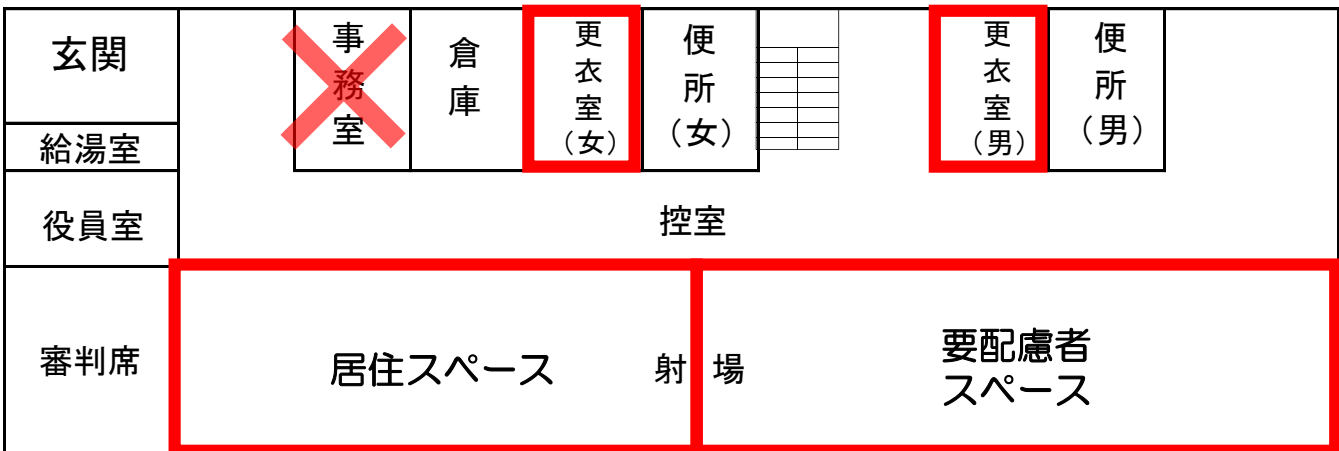 玄関
事務室
倉庫
更衣室(女)
便所(女)
更衣室(男)
便所(男)
給湯室
役員室
控室
審判席
居住スペース
射場
要配慮者
スペース